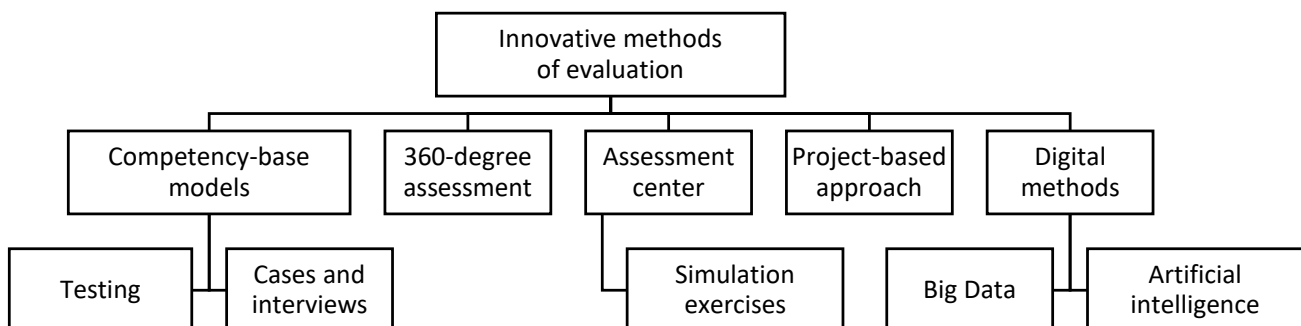 Innovative methods
of evaluation
Competency-base
models
360-degree
assessment
Assessment
center
Project-based
approach
Digital
methods
Testing
Cases and
interviews
Simulation
exercises
Big Data
Artificial
intelligence